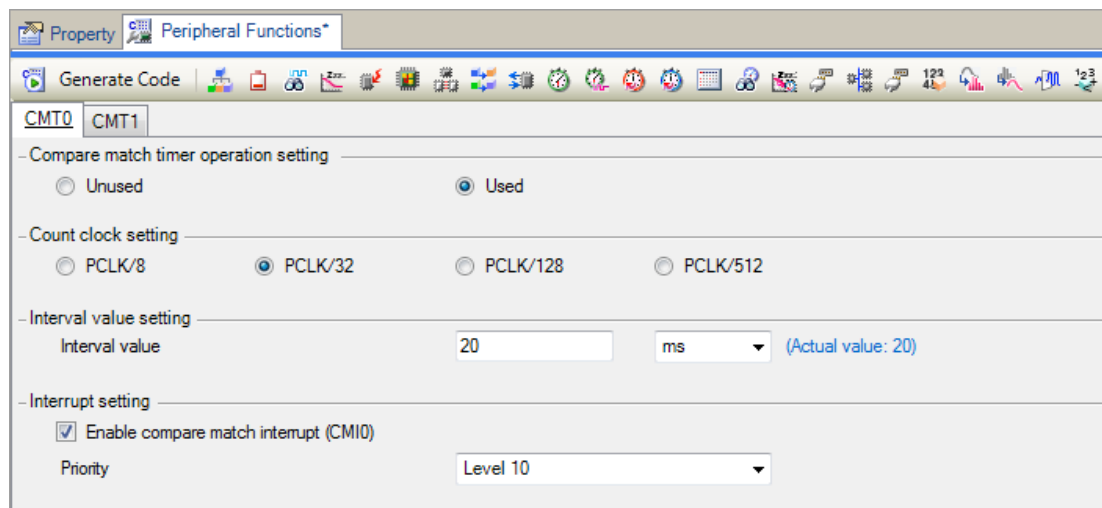 Property Peripheral Functions*
Generate Code
CMT0 CMT1
Compare match timer operation setting
Unused Used
Count clock setting
PCLK/8 PCLK/32 PCLK/128 PCLK/512
Interval value setting
Interval value 20 ms (Actual value: 20)
Interrupt setting
Enable compare match interrupt (CMI0)
Priority Level 10